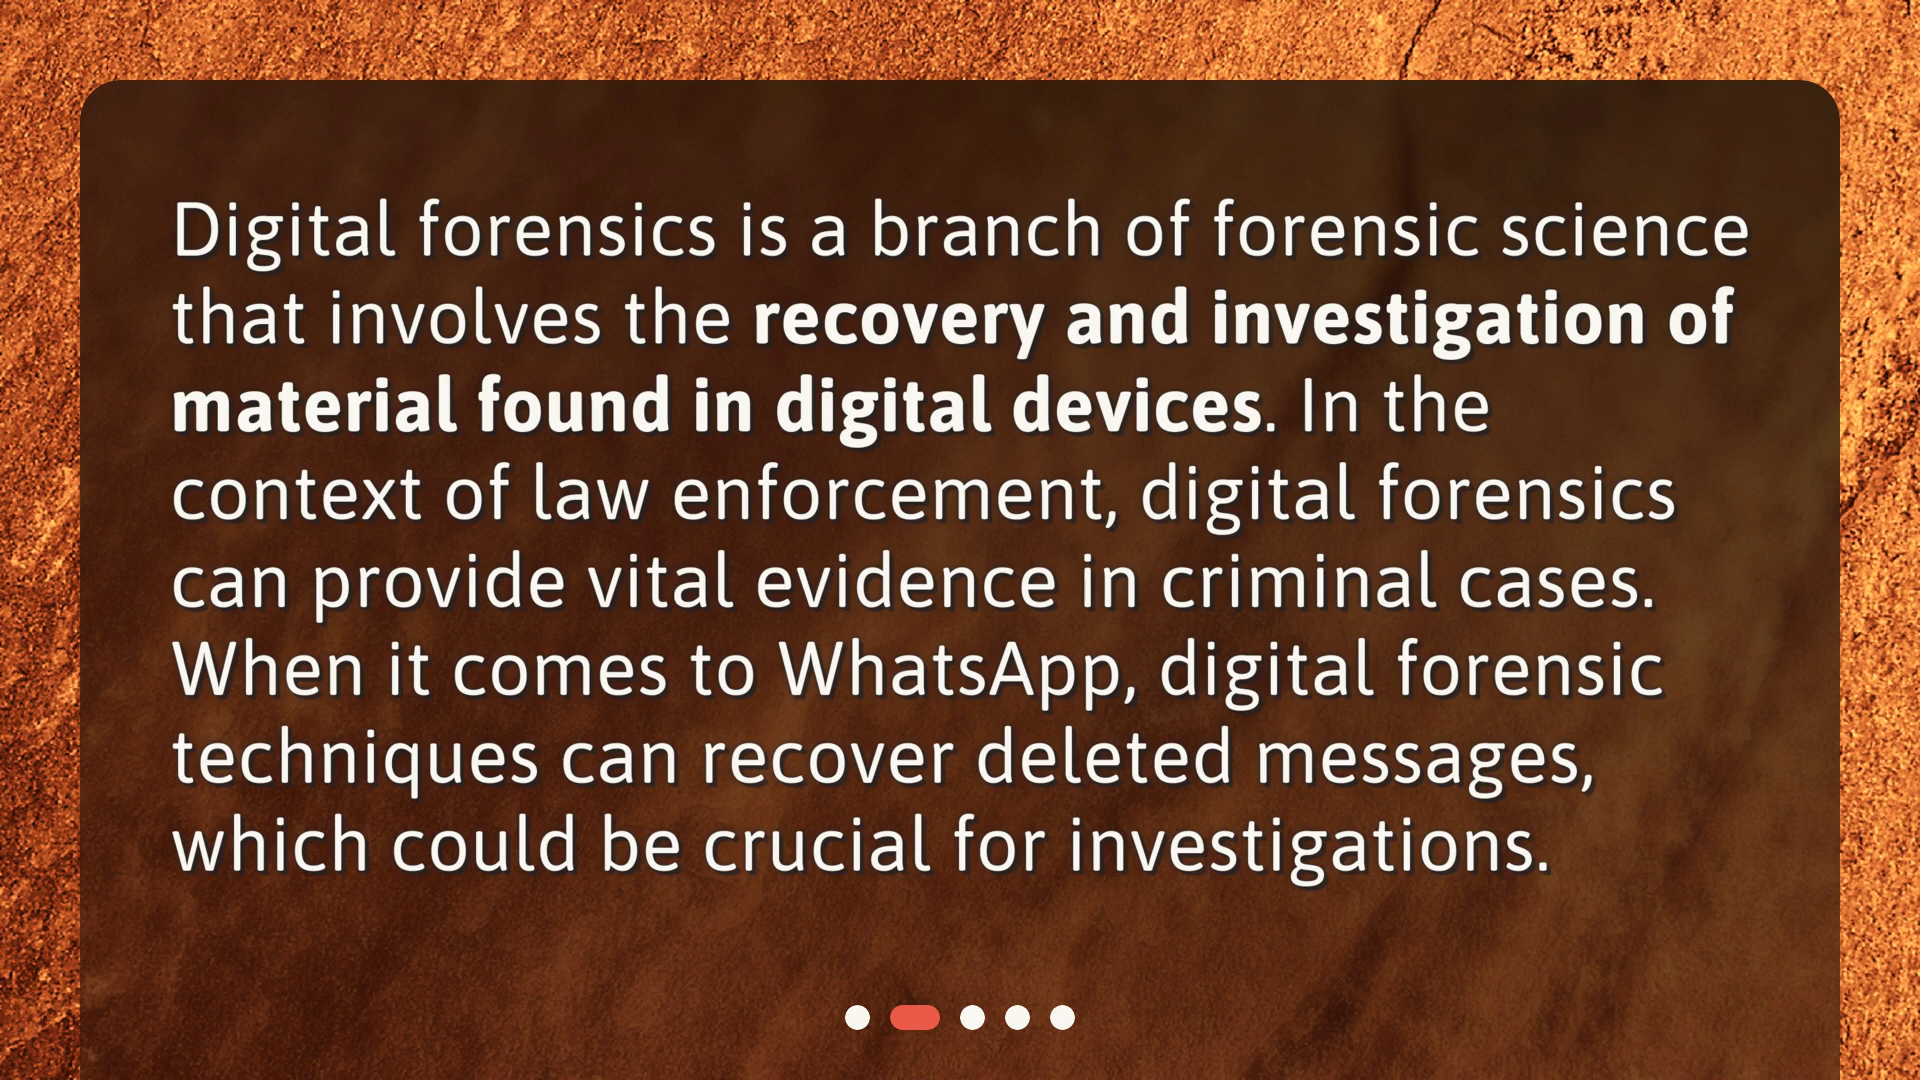 Digital forensics is a branch of forensic science
that involves the recovery and investigation of
material found in digital devices. In the
context of law enforcement, digital forensics
can provide vital evidence in criminal cases.
When it comes to WhatsApp, digital forensic
techniques can recover deleted messages,
which could be crucial for investigations.